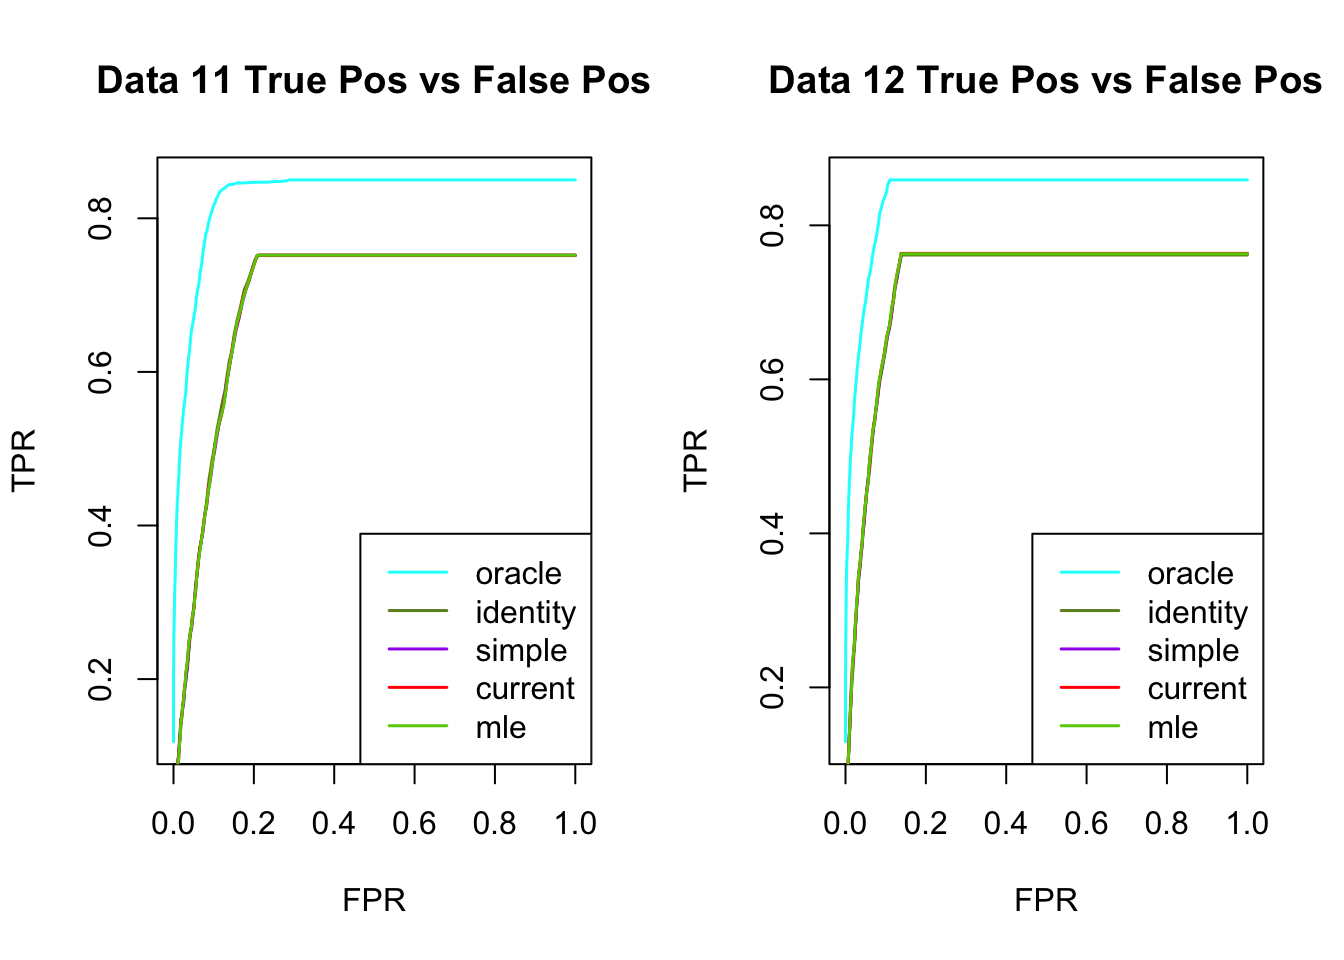 Data 11 True Pos vs False Pos
TPR
0.8
0.6
0.4
0.2
oracle
identity
simple
current
mle
0.0 0.2 0.4 0.6 0.8 1.0
FPR
Data 12 True Pos vs False Pos
TPR
0.8
0.6
0.4
0.2
oracle
identity
simple
current
mle
0.0 0.2 0.4 0.6 0.8 1.0
FPR